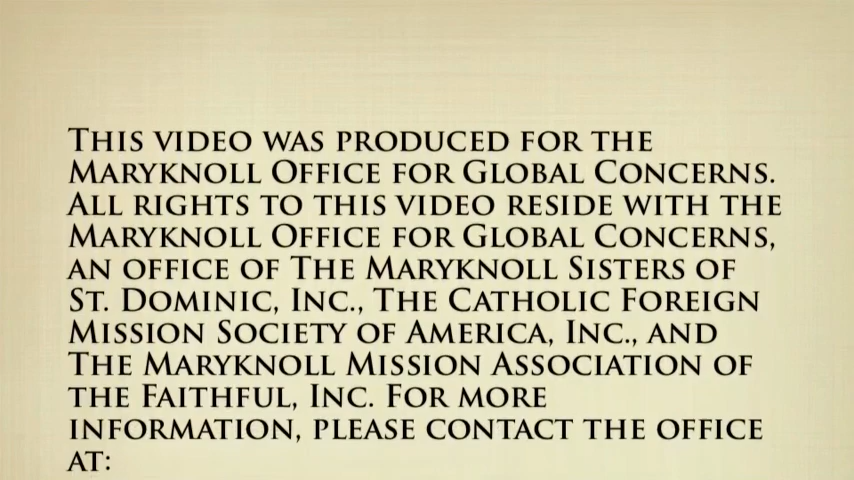 This video was produced for the
Maryknoll Office for Global Concerns.
All rights to this video reside with the
Maryknoll Office for Global Concerns,
an office of The Maryknoll Sisters of
St. Dominic, Inc., The Catholic Foreign
Mission Society of America, Inc., and
The Maryknoll Mission Association of
the Faithful, Inc. For more
information, please contact the office
at: